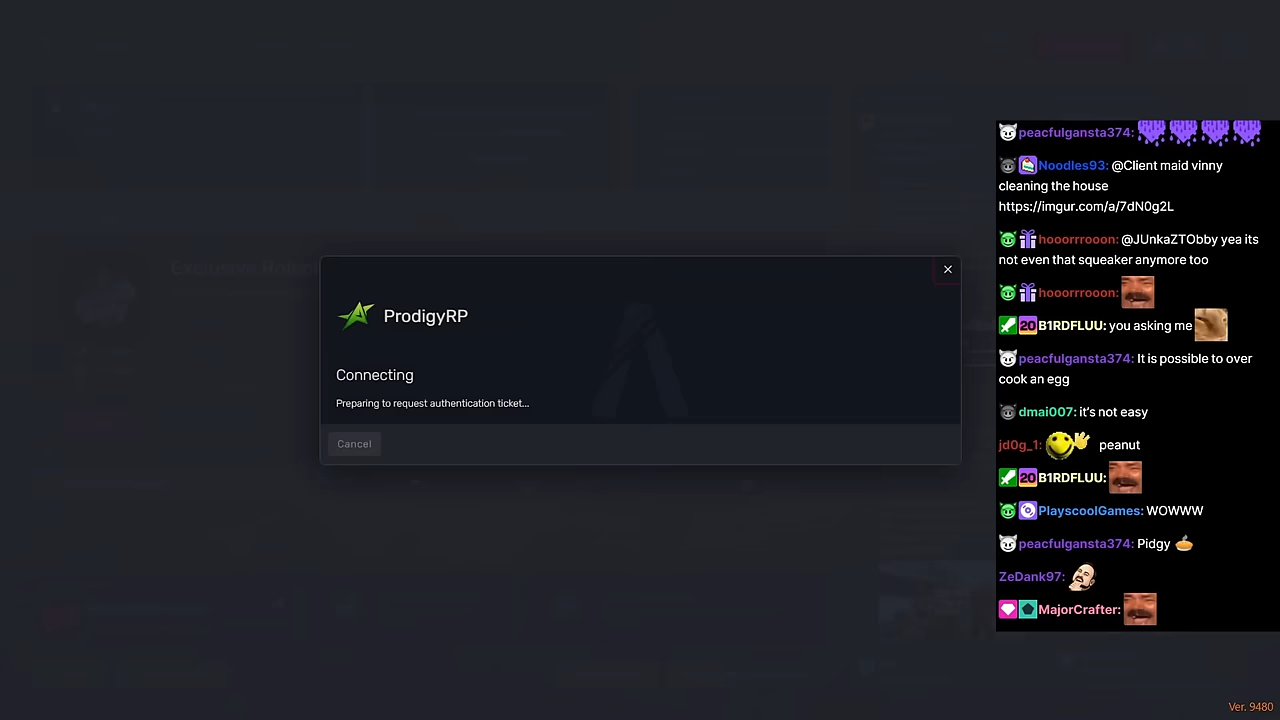 ProdigyRP
Connecting
Preparing to request authentication ticket...
Cancel
peacfulgansta374:
Noodles93: @Client maid vinny
cleaning the house
https://imgur.com/a/7dN0g2L
hooorrrooon: @JUnkaZTObby yea its
not even that squeaker anymore too
hooorrrooon:
20 B1RDFLUU: you asking me
peacfulgansta374: It is possible to over
cook an egg
dmai007: it's not easy
jd0g_1: peanut
20 B1RDFLUU:
PlayscoolGames: WOWWW
peacfulgansta374: Pidgy
ZeDank97:
MajorCrafter:
Ver. 9480